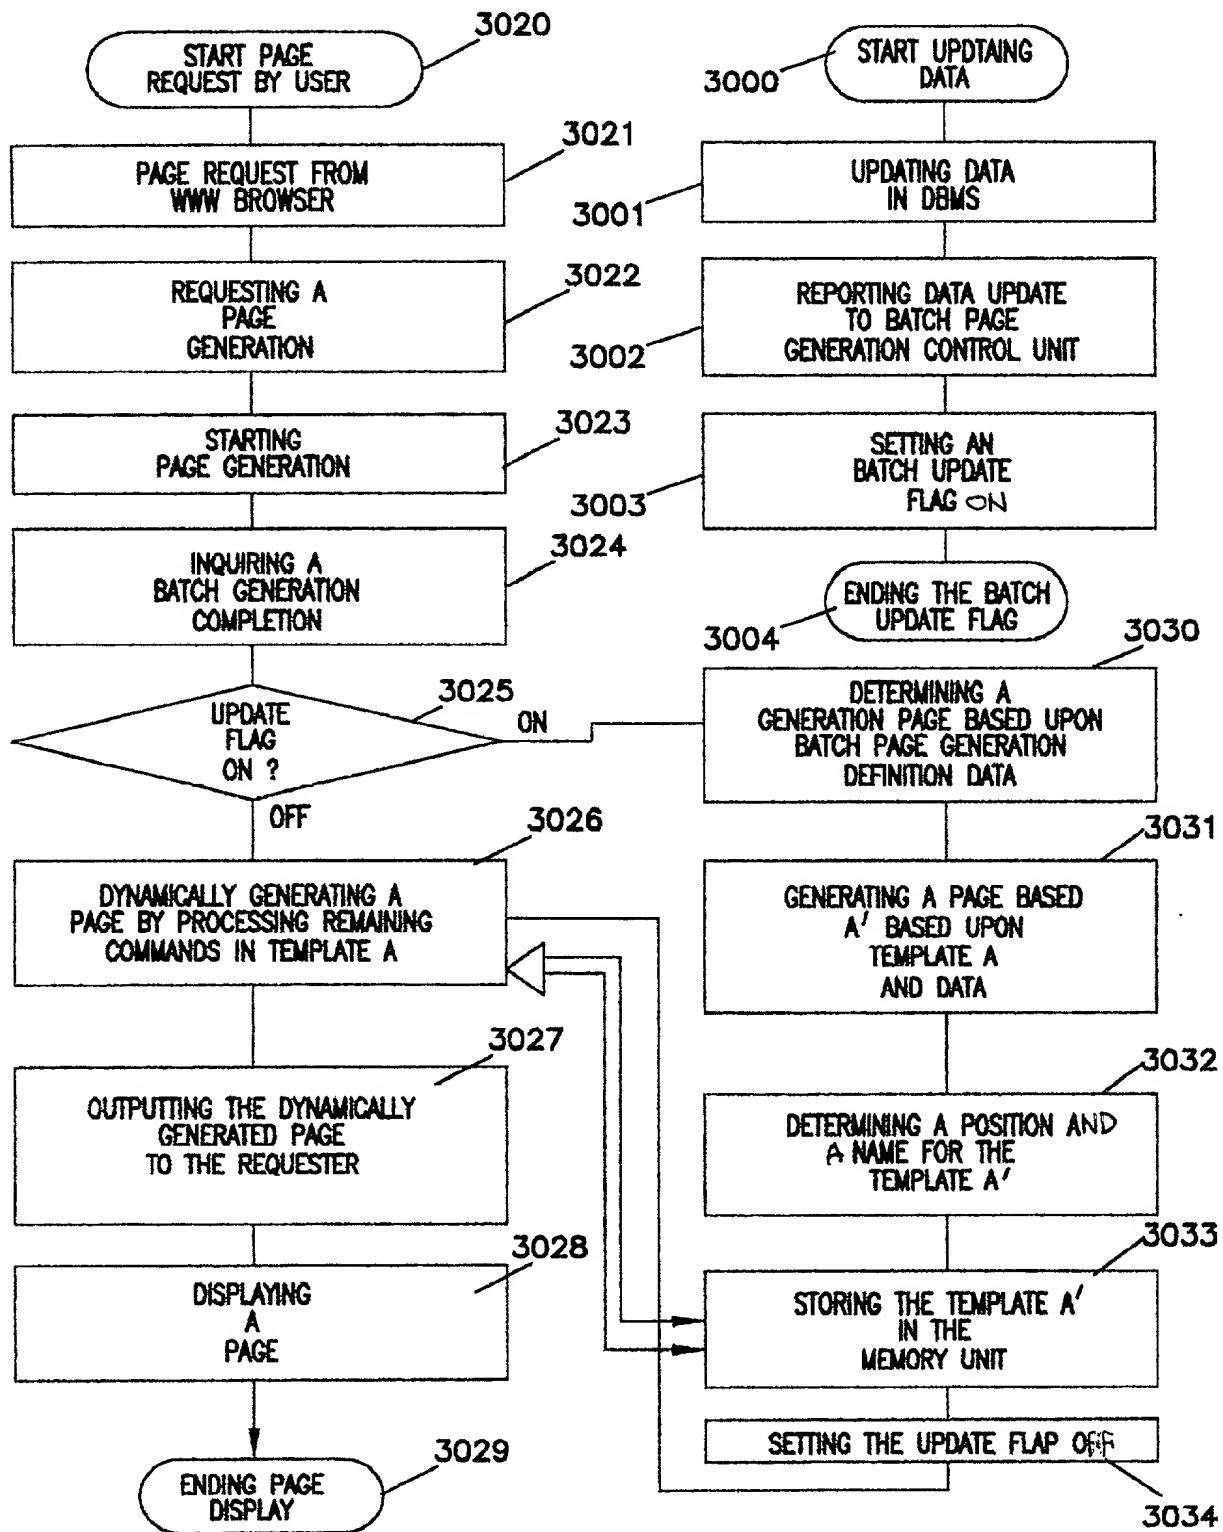 3020
START PAGE
REQUEST BY USER
3021
PAGE REQUEST FROM
WWW BROWSER
3022
REQUESTING A
PAGE
GENERATION
3023
STARTING
PAGE GENERATION
3024
INQUIRING A
BATCH GENERATION
COMPLETION
3025
UPDATE
FLAG
ON ?
ON
OFF
3026
DYNAMICALLY GENERATING A
PAGE BY PROCESSING REMAINING
COMMANDS IN TEMPLATE A
3027
OUTPUTTING THE DYNAMICALLY
GENERATED PAGE
TO THE REQUESTER
3028
DISPLAYING
A
PAGE
3029
ENDING PAGE
DISPLAY
3000
START UPDTAING
DATA
3001
UPDATING DATA
IN DBMS
3002
REPORTING DATA UPDATE
TO BATCH PAGE
GENERATION CONTROL UNIT
3003
SETTING AN
BATCH UPDATE
FLAG ON
3004
ENDING THE BATCH
UPDATE FLAG
3030
DETERMINING A
GENERATION PAGE BASED UPON
BATCH PAGE GENERATION
DEFINITION DATA
3031
GENERATING A PAGE BASED
A' BASED UPON
TEMPLATE A
AND DATA
3032
DETERMINING A POSITION AND
A NAME FOR THE
TEMPLATE A'
3033
STORING THE TEMPLATE A'
IN THE
MEMORY UNIT
SETTING THE UPDATE FLAP OFF
3034